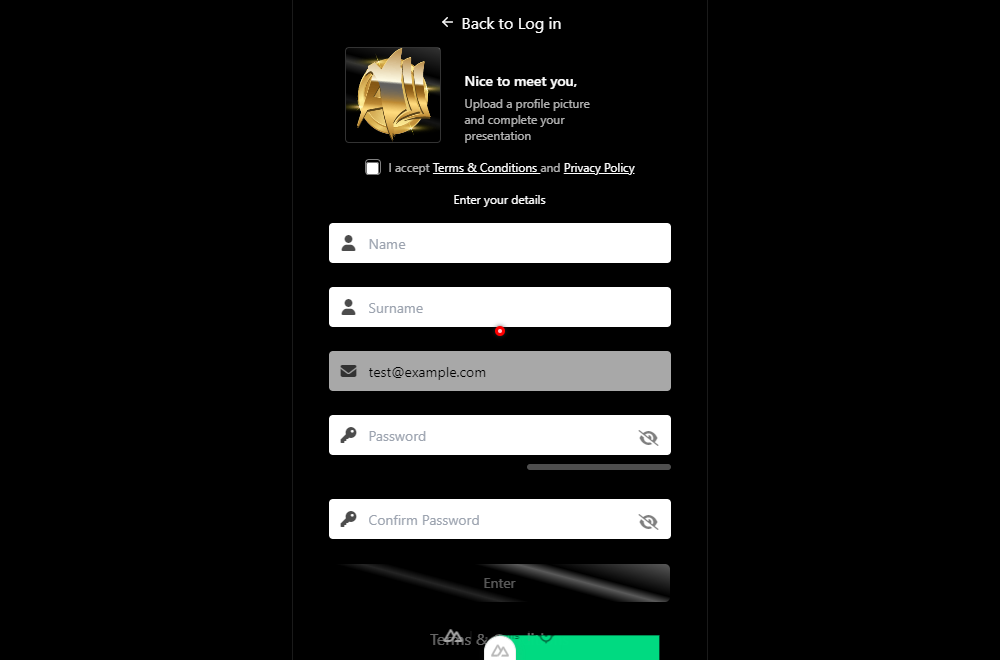 Back to Log in
Nice to meet you,
Upload a profile picture
and complete your
presentation
I accept Terms & Conditions and Privacy Policy
Enter your details
Name
Surname
test@example.com
Password
Confirm Password
Enter
Terms &